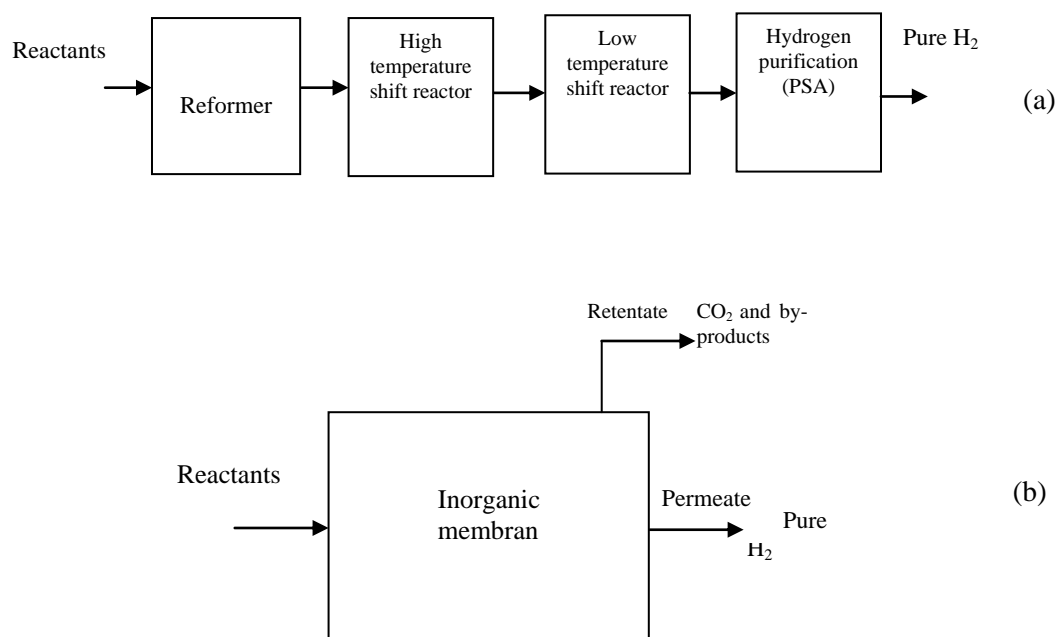 Reactants
Reformer
High
temperature
shift reactor
Low
temperature
shift reactor
Hydrogen
purification
(PSA)
Pure H₂
(a)
Retentate
CO₂ and by-
products
Reactants
Inorganic
membran
Permeate
Pure
H₂
(b)